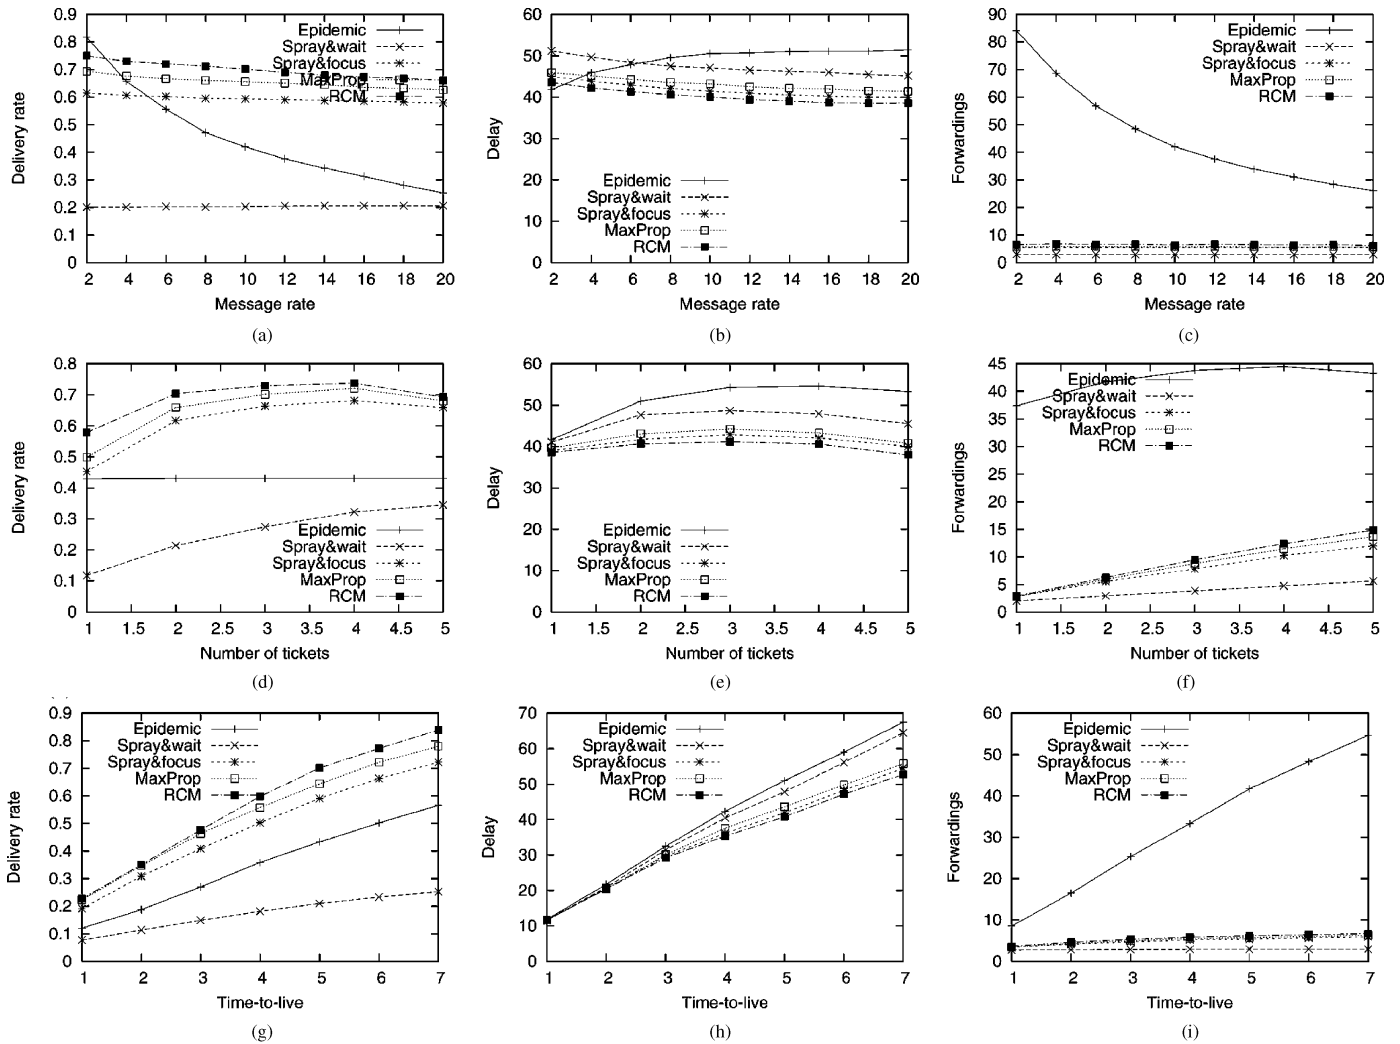 Delivery rate
0.9
0.8
0.7
0.6
0.5
0.4
0.3
0.2
0.1
0
Epidemic
Spray&wait
Spray&focus
MaxProp
RCM
2 4 6 8 10 12 14 16 18 20
Message rate
(a)
Delay
60
50
40
30
20
10
0
Epidemic
Spray&wait
Spray&focus
MaxProp
RCM
2 4 6 8 10 12 14 16 18 20
Message rate
(b)
Forwardings
90
80
70
60
50
40
30
20
10
0
Epidemic
Spray&wait
Spray&focus
MaxProp
RCM
2 4 6 8 10 12 14 16 18 20
Message rate
(c)
Delivery rate
0.8
0.7
0.6
0.5
0.4
0.3
0.2
0.1
0
Epidemic
Spray&wait
Spray&focus
MaxProp
RCM
1 1.5 2 2.5 3 3.5 4 4.5 5
Number of tickets
(d)
Delay
60
50
40
30
20
10
0
Epidemic
Spray&wait
Spray&focus
MaxProp
RCM
1 1.5 2 2.5 3 3.5 4 4.5 5
Number of tickets
(e)
Forwardings
45
40
35
30
25
20
15
10
5
0
Epidemic
Spray&wait
Spray&focus
MaxProp
RCM
1 1.5 2 2.5 3 3.5 4 4.5 5
Number of tickets
(f)
Delivery rate
0.9
0.8
0.7
0.6
0.5
0.4
0.3
0.2
0.1
0
Epidemic
Spray&wait
Spray&focus
MaxProp
RCM
1 2 3 4 5 6 7
Time-to-live
(g)
Delay
70
60
50
40
30
20
10
0
Epidemic
Spray&wait
Spray&focus
MaxProp
RCM
1 2 3 4 5 6 7
Time-to-live
(h)
Forwardings
60
50
40
30
20
10
0
Epidemic
Spray&wait
Spray&focus
MaxProp
RCM
1 2 3 4 5 6 7
Time-to-live
(i)